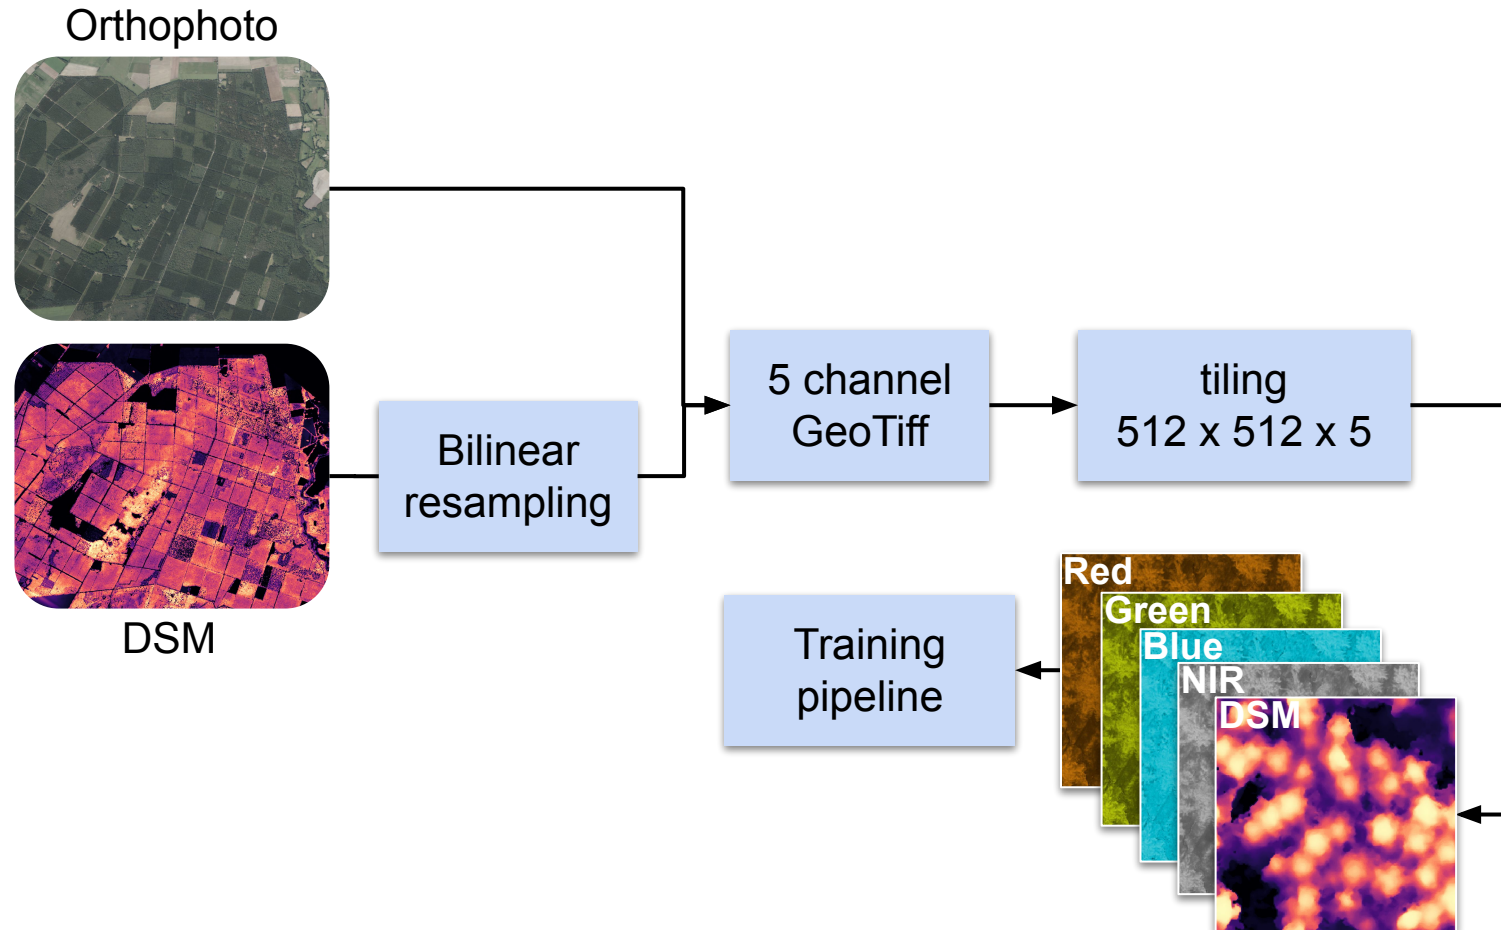 Orthophoto
DSM
Bilinear
resampling
5 channel
GeoTiff
tiling
512 x 512 x 5
Red
Green
Blue
NIR
DSM
Training
pipeline